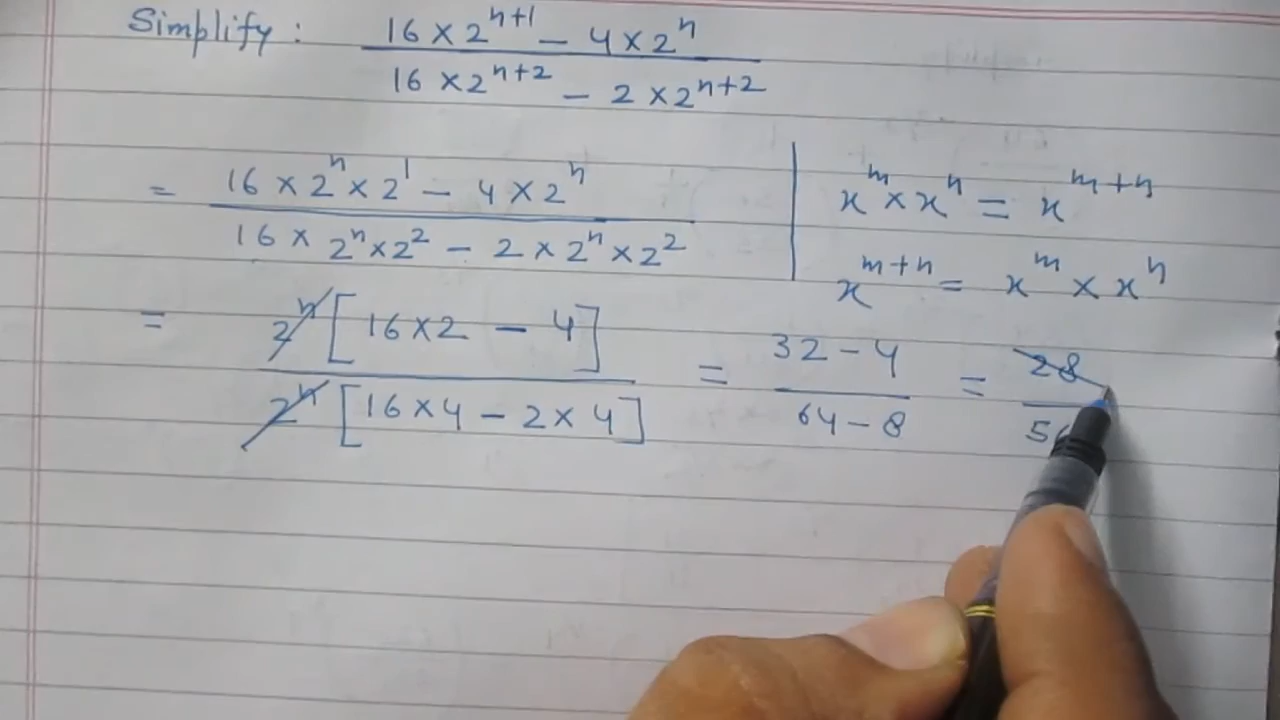 Simplify : 16 × 2^{n+1} − 4 × 2^n
16 × 2^{n+2} − 2 × 2^{n+2}
= 16 × 2^n × 2^1 − 4 × 2^n
16 × 2^n × 2^2 − 2 × 2^n × 2^2
x^m × x^n = x^{m+n}
x^{m+n} = x^m × x^n
= 2^n [16 × 2 − 4] = 32 − 4 = 28
2^n [16 × 4 − 2 × 4] 64 − 8